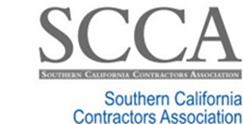 SCCA
SOUTHERN CALIFORNIA CONTRACTORS ASSOCIATION
Southern California
Contractors Association